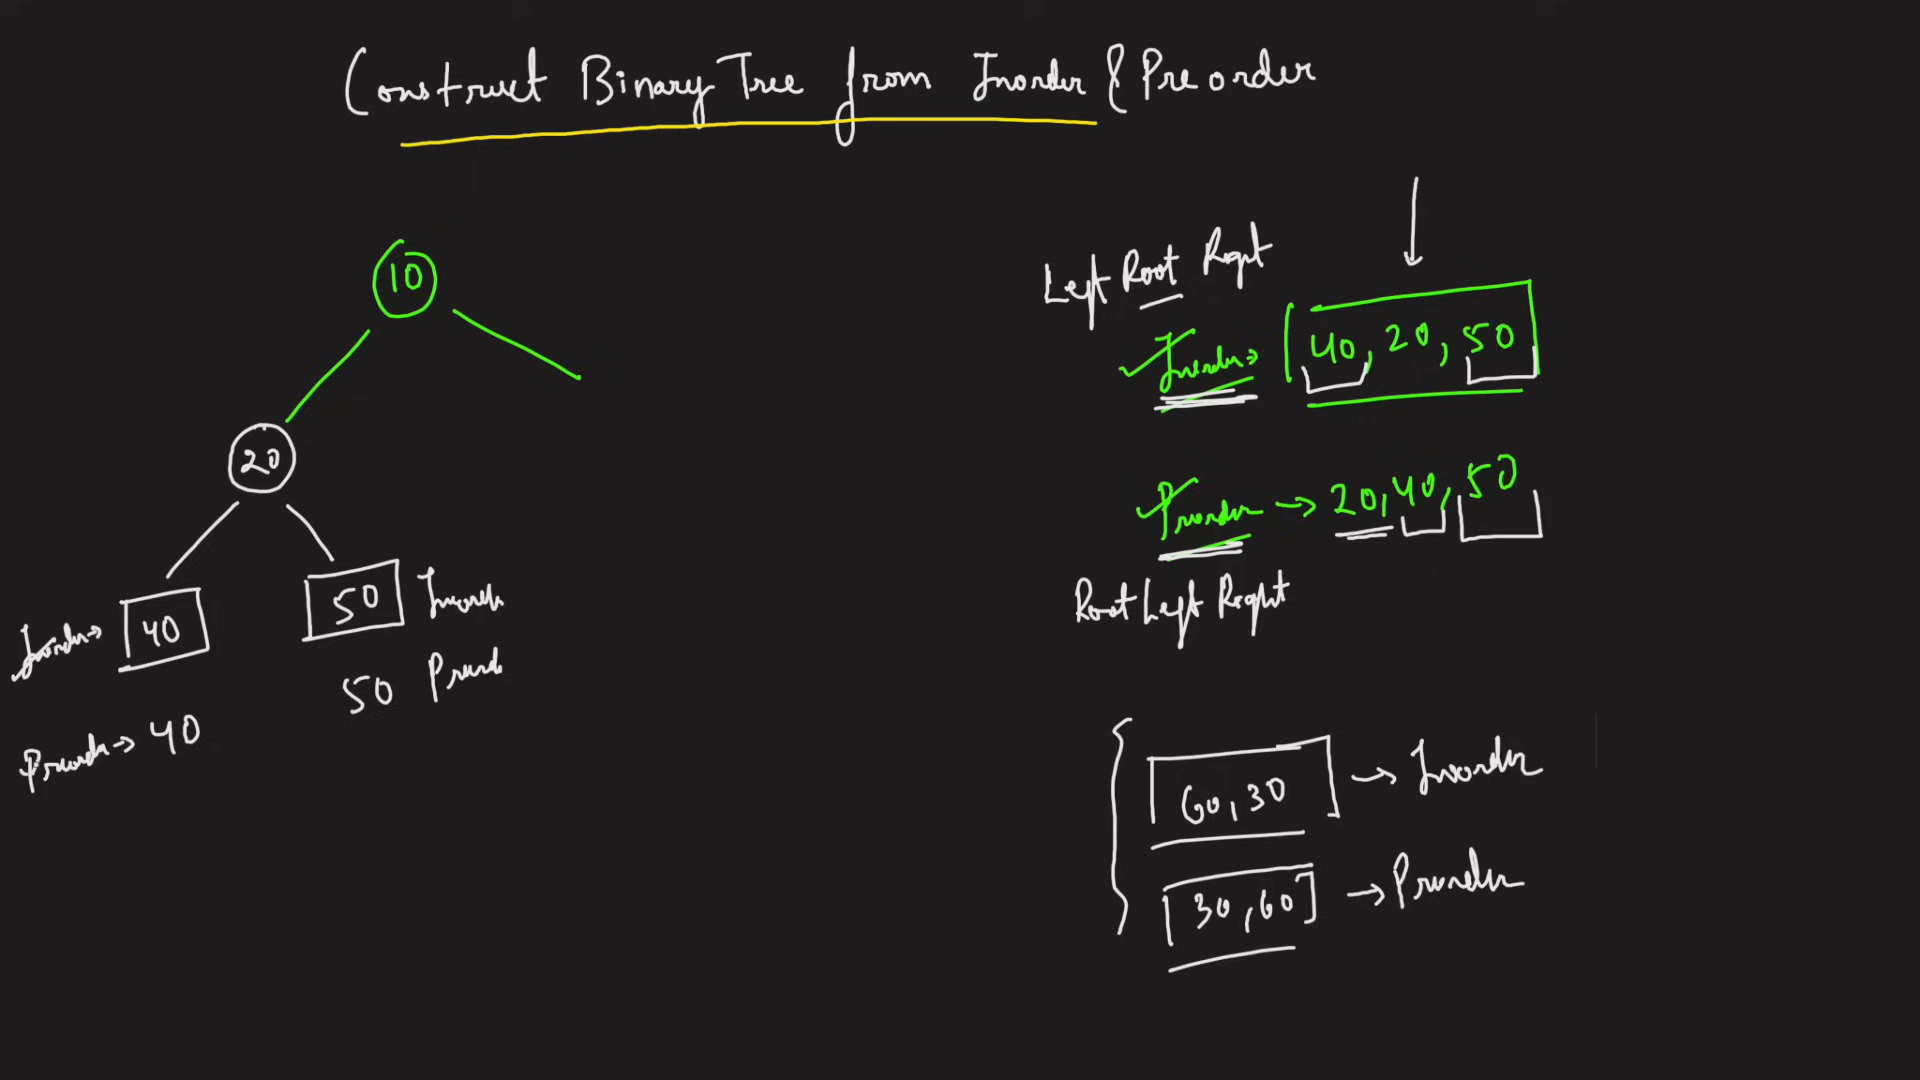 Construct Binary Tree from Inorder & Preorder
10
20
40
50
Inorder→
Inorder
Preorder→ 40
50 Preorder
Left Root Right
Inorder→ [40, 20, 50
Preorder → 20, 40, 50
Root Left Right
60, 30 → Inorder
[30, 60] → Preorder